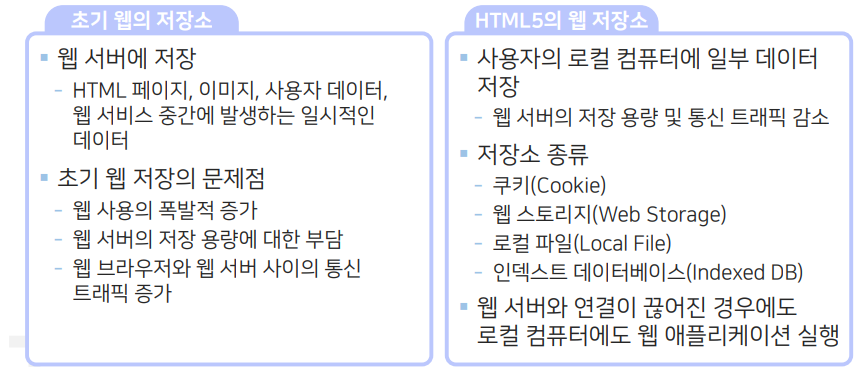 초기 웹의 저장소
▪ 웹 서버에 저장
- HTML 페이지, 이미지, 사용자 데이터,
웹 서비스 중간에 발생하는 일시적인
데이터
▪ 초기 웹 저장의 문제점
- 웹 사용의 폭발적 증가
- 웹 서버의 저장 용량에 대한 부담
- 웹 브라우저와 웹 서버 사이의 통신
트래픽 증가
HTML5의 웹 저장소
▪ 사용자의 로컬 컴퓨터에 일부 데이터
저장
- 웹 서버의 저장 용량 및 통신 트래픽 감소
▪ 저장소 종류
- 쿠키(Cookie)
- 웹 스토리지(Web Storage)
- 로컬 파일(Local File)
- 인덱스트 데이터베이스(Indexed DB)
▪ 웹 서버와 연결이 끊어진 경우에도
로컬 컴퓨터에도 웹 애플리케이션 실행